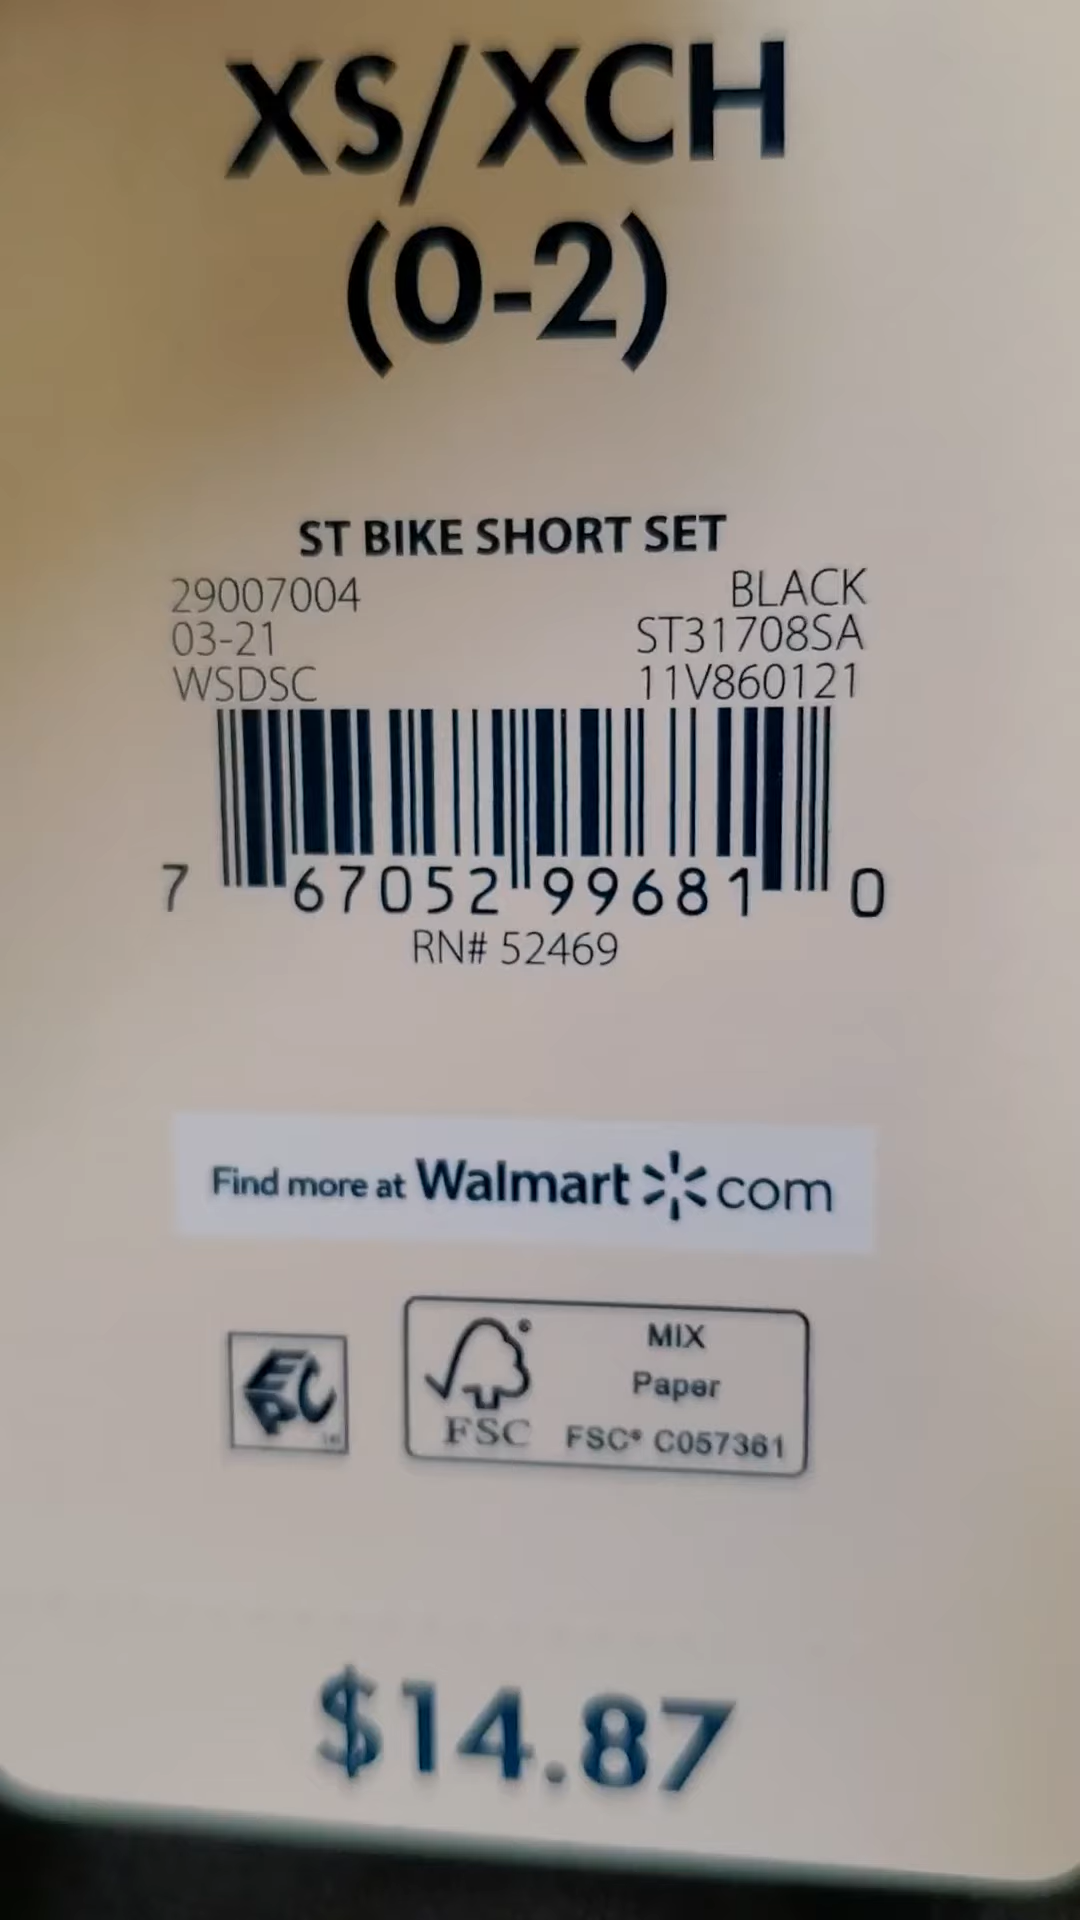 XS/XCH
(0-2)
ST BIKE SHORT SET
29007004 BLACK
03-21 ST31708SA
WSDSC 11V860121
7 67052 99681 0
RN# 52469
Find more at Walmart com
EPC
FSC®
MIX
Paper
FSC® C057361
$14.87